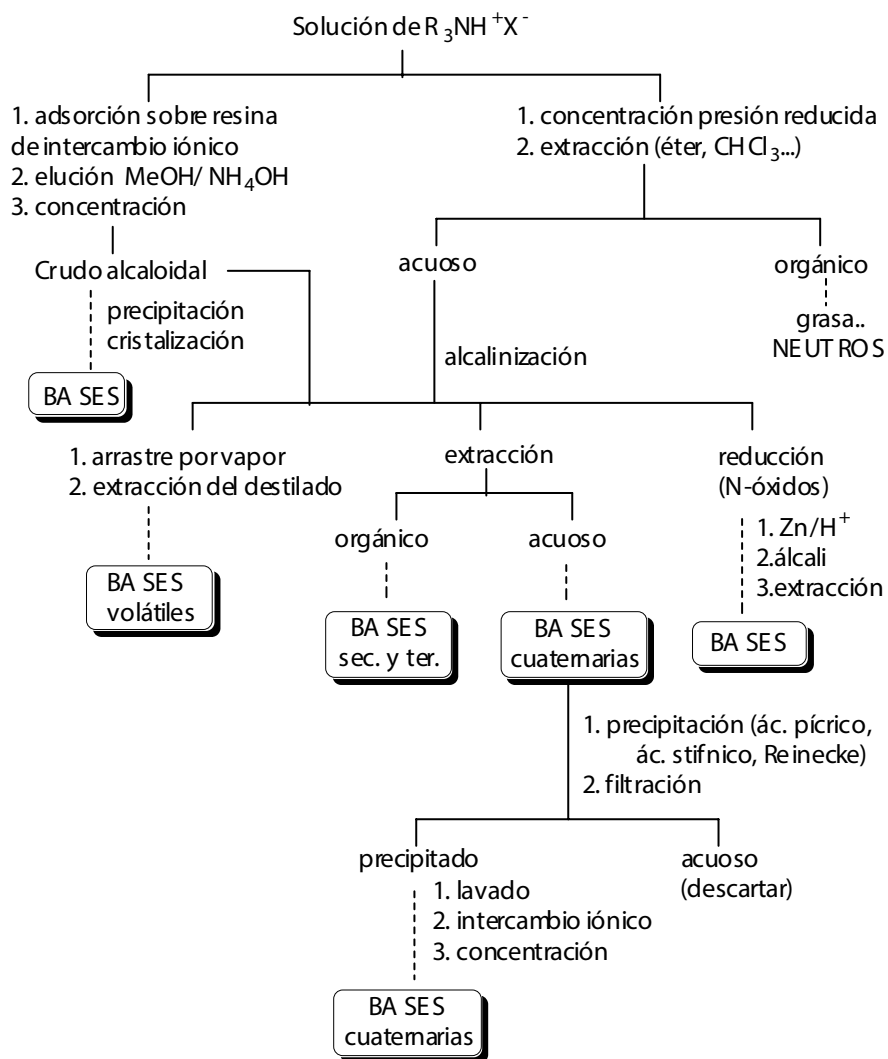 Solución de R₃NH⁺X⁻
1. adsorción sobre resina
de intercambio iónico
2. elución MeOH/ NH₄OH
3. concentración
1. concentración presión reducida
2. extracción (éter, CHCl₃...)
Crudo alcaloidal
acuoso
orgánico
precipitación
cristalización
grasa..
NEUTROS
alcalinización
BASES
1. arrastre por vapor
2. extracción del destilado
extracción
reducción
(N-óxidos)
orgánico
acuoso
1. Zn/H⁺
2.álcali
3.extracción
BASES
volátiles
BASES
sec. y ter.
BASES
cuaternarias
BASES
1. precipitación (ác. pícrico,
ác. stifnico, Reinecke)
2. filtración
precipitado
acuoso
(descartar)
1. lavado
2. intercambio iónico
3. concentración
BASES
cuaternarias